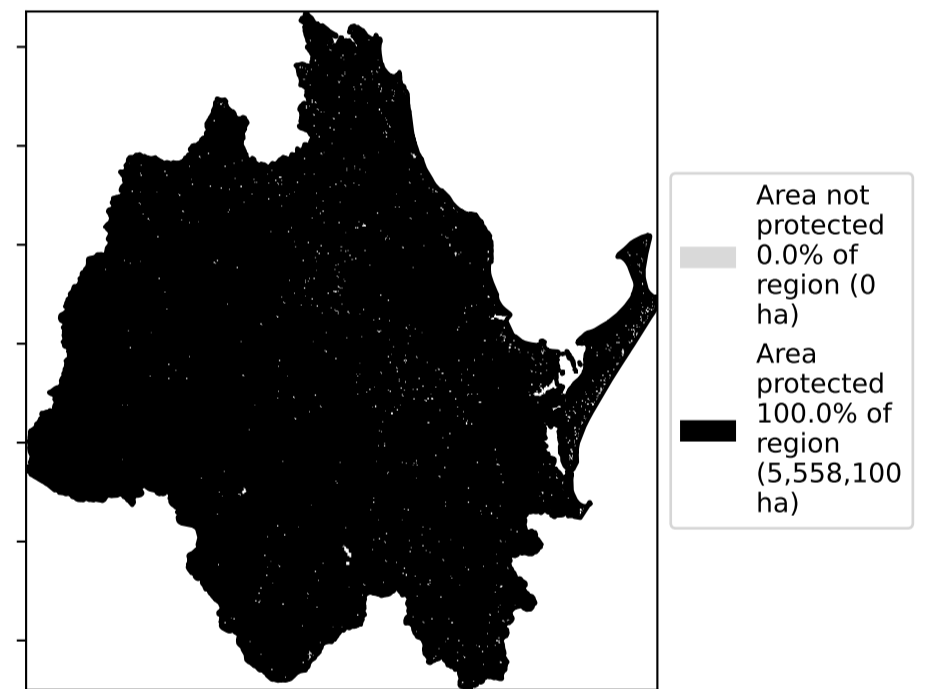 Area not
protected
0.0% of
region (0
ha)
Area
protected
100.0% of
region
(5,558,100
ha)